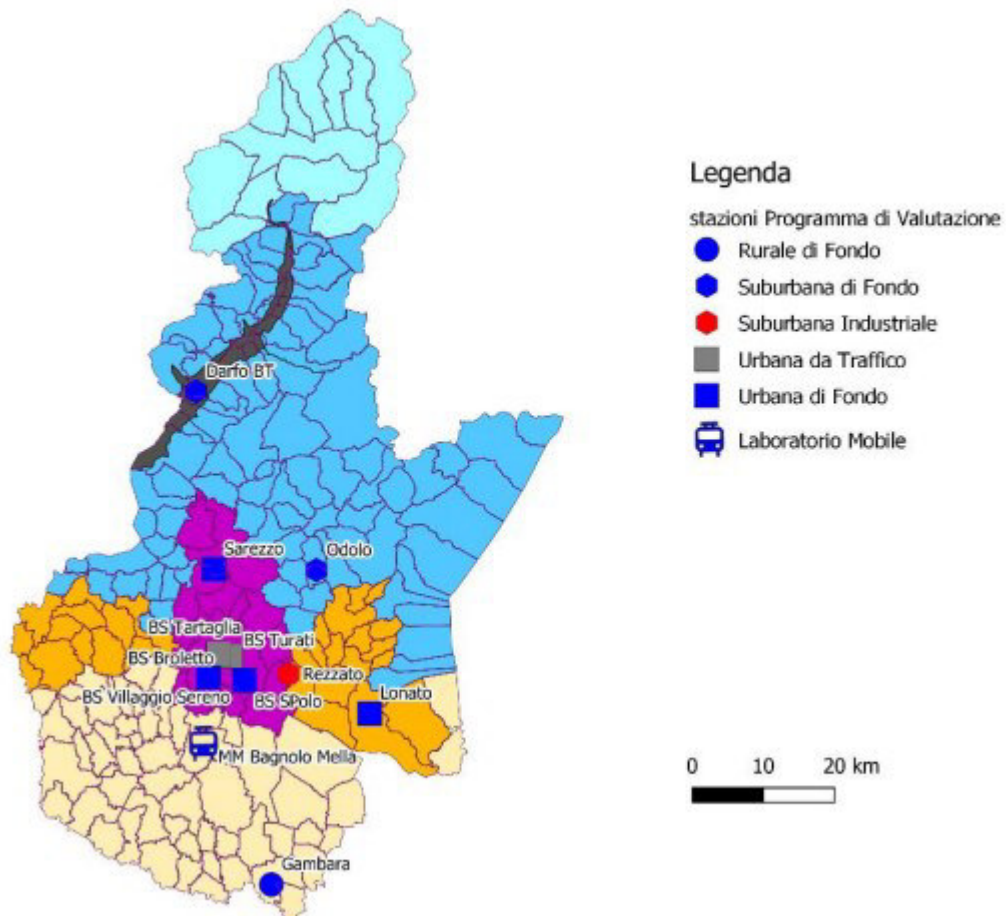 Legenda
stazioni Programma di Valutazione
Rurale di Fondo
Suburbana di Fondo
Suburbana Industriale
Urbana da Traffico
Urbana di Fondo
Laboratorio Mobile
Darfo BT
Sarezzo
Odolo
BS Tartaglia
BS Turati
BS Broletto
Rezzato
BS Villaggio Sereno
BS SPolo
Lonato
MM Bagnolo Mella
Gambara
0 10 20 km